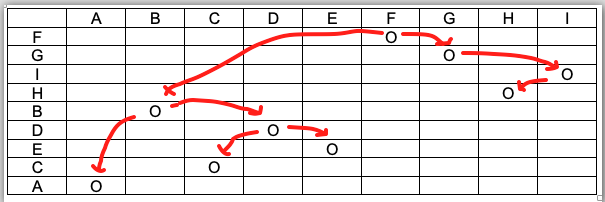 A B C D E F G H I
F O
G O
I O
H O
B O
D O
E O
C O
A O